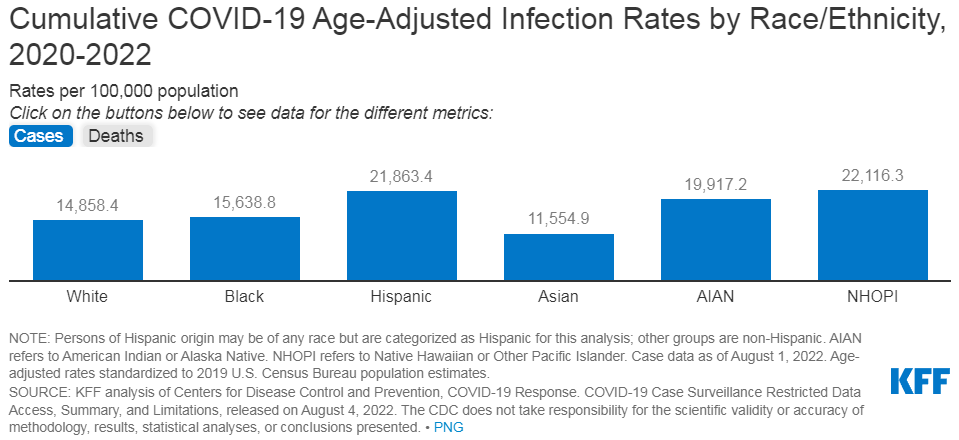 Cumulative COVID-19 Age-Adjusted Infection Rates by Race/Ethnicity,
2020-2022
Rates per 100,000 population
Click on the buttons below to see data for the different metrics:
Cases Deaths
14,858.4 15,638.8 21,863.4 11,554.9 19,917.2 22,116.3
White Black Hispanic Asian AIAN NHOPI
NOTE: Persons of Hispanic origin may be of any race but are categorized as Hispanic for this analysis; other groups are non-Hispanic. AIAN
refers to American Indian or Alaska Native. NHOPI refers to Native Hawaiian or Other Pacific Islander. Case data as of August 1, 2022. Age-
adjusted rates standardized to 2019 U.S. Census Bureau population estimates.
SOURCE: KFF analysis of Centers for Disease Control and Prevention, COVID-19 Response. COVID-19 Case Surveillance Restricted Data
Access, Summary, and Limitations, released on August 4, 2022. The CDC does not take responsibility for the scientific validity or accuracy of
methodology, results, statistical analyses, or conclusions presented. • PNG
KFF